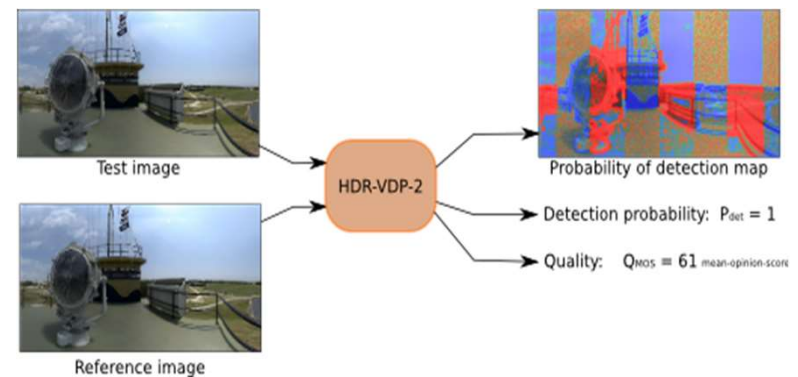 Test image
Reference image
HDR-VDP-2
Probability of detection map
Detection probability: Pdet = 1
Quality: QMOS = 61 mean-opinion-score